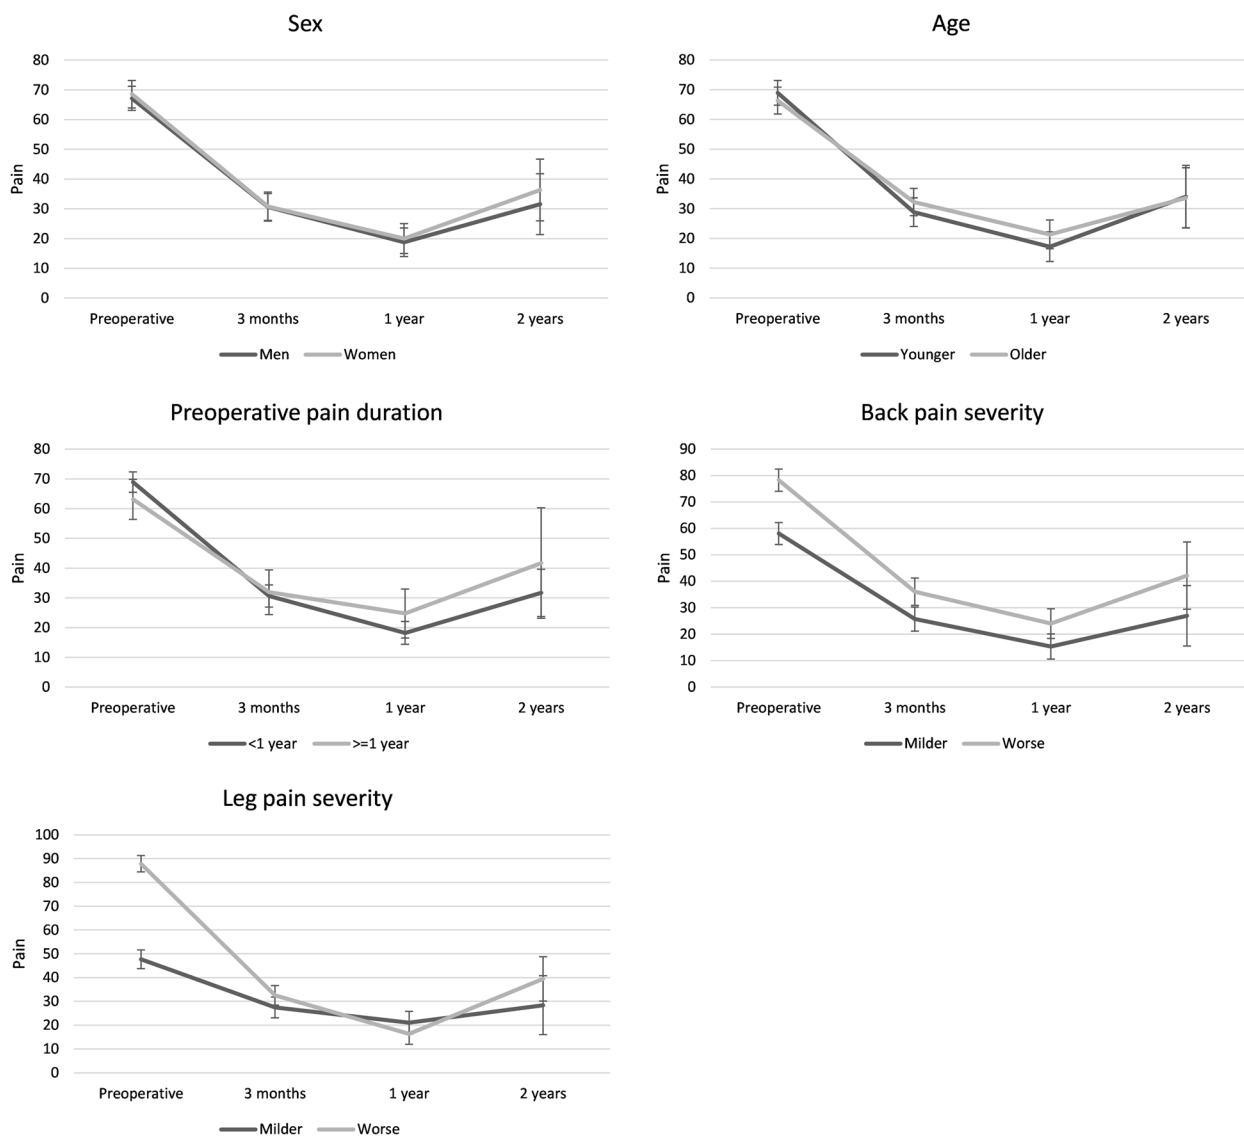 Sex
80
70
60
50
40
30
20
10
0
Pain
Preoperative 3 months 1 year 2 years
Men Women
Age
80
70
60
50
40
30
20
10
0
Pain
Preoperative 3 months 1 year 2 years
Younger Older
Preoperative pain duration
80
70
60
50
40
30
20
10
0
Pain
Preoperative 3 months 1 year 2 years
<1 year >=1 year
Back pain severity
90
80
70
60
50
40
30
20
10
0
Pain
Preoperative 3 months 1 year 2 years
Milder Worse
Leg pain severity
100
90
80
70
60
50
40
30
20
10
0
Pain
Preoperative 3 months 1 year 2 years
Milder Worse